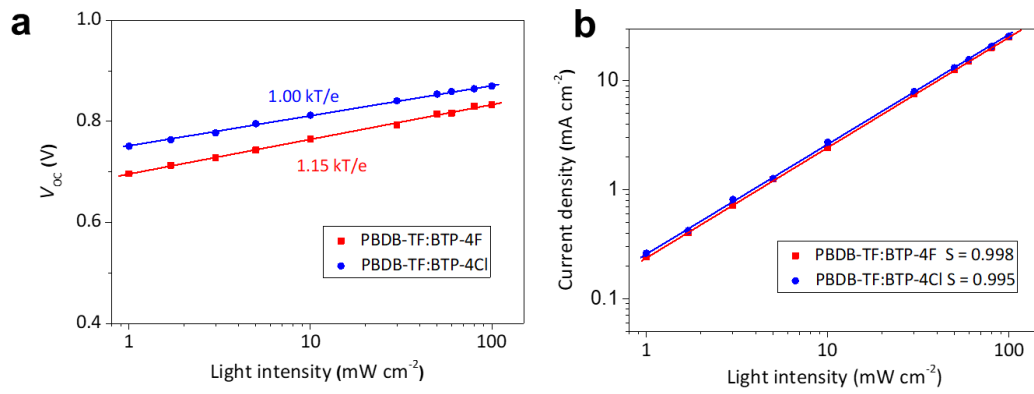 a
1.0
0.8
0.6
0.4
V_oc (V)
1.00 kT/e
1.15 kT/e
PBDB-TF:BTP-4F
PBDB-TF:BTP-4Cl
1 10 100
Light intensity (mW cm⁻²)
b
10
1
0.1
Current density (mA cm⁻²)
PBDB-TF:BTP-4F S = 0.998
PBDB-TF:BTP-4Cl S = 0.995
1 10 100
Light intensity (mW cm⁻²)